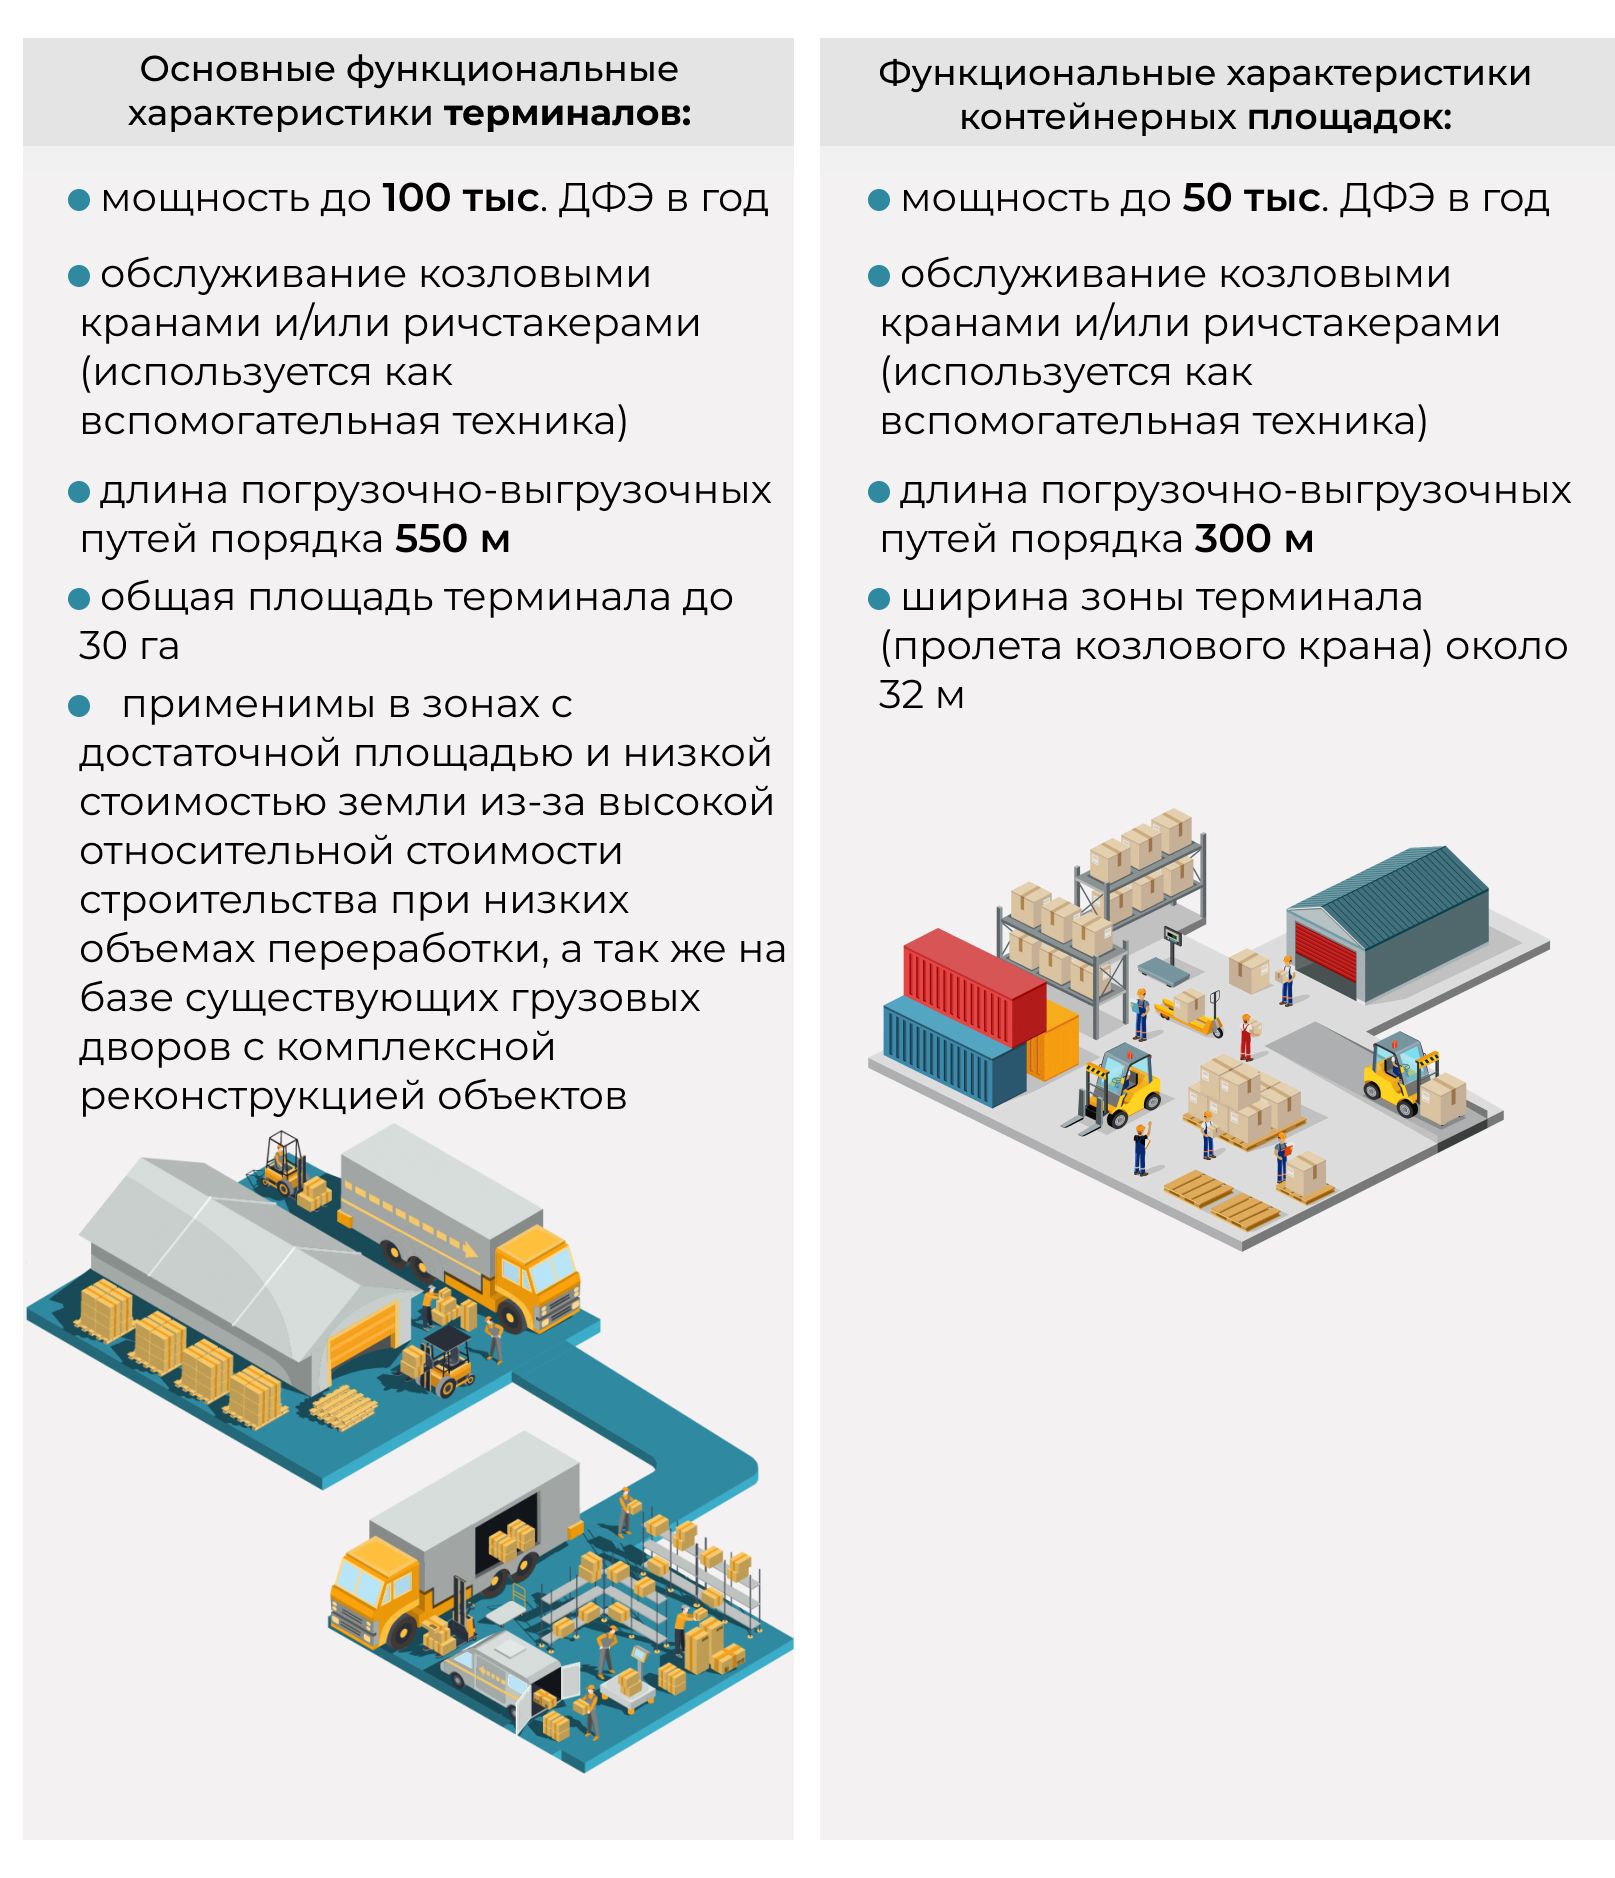 Основные функциональные
характеристики терминалов:
● мощность до 100 тыс. ДФЭ в год
● обслуживание козловыми
кранами и/или ричстакерами
(используется как
вспомогательная техника)
● длина погрузочно-выгрузочных
путей порядка 550 м
● общая площадь терминала до
30 га
● применимы в зонах с
достаточной площадью и низкой
стоимостью земли из-за высокой
относительной стоимости
строительства при низких
объемах переработки, а так же на
базе существующих грузовых
дворов с комплексной
реконструкцией объектов
Функциональные характеристики
контейнерных площадок:
● мощность до 50 тыс. ДФЭ в год
● обслуживание козловыми
кранами и/или ричстакерами
(используется как
вспомогательная техника)
● длина погрузочно-выгрузочных
путей порядка 300 м
● ширина зоны терминала
(пролета козлового крана) около
32 м